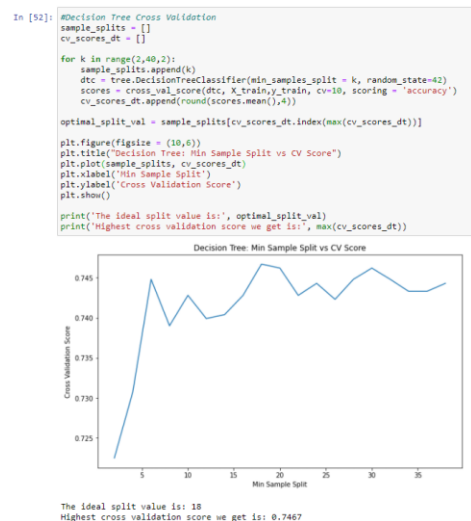 In [52]: #Decision Tree Cross Validation
sample_splits = []
cv_scores_dt = []
for k in range(2,40,2):
    sample_splits.append(k)
    dtc = tree.DecisionTreeClassifier(min_samples_split = k, random_state=42)
    scores = cross_val_score(dtc, X_train,y_train, cv=10, scoring = 'accuracy')
    cv_scores_dt.append(round(scores.mean(),4))
optimal_split_val = sample_splits[cv_scores_dt.index(max(cv_scores_dt))]
plt.figure(figsize = (10,6))
plt.title("Decision Tree: Min Sample Split vs CV Score")
plt.plot(sample_splits, cv_scores_dt)
plt.xlabel('Min Sample Split')
plt.ylabel('Cross Validation Score')
plt.show()
print('The ideal split value is:', optimal_split_val)
print('Highest cross validation score we get is:', max(cv_scores_dt))
Decision Tree: Min Sample Split vs CV Score
0.745
0.740
0.735
0.730
0.725
Cross Validation Score
5 10 15 20 25 30 35
Min Sample Split
The ideal split value is: 18
Highest cross validation score we get is: 0.7467